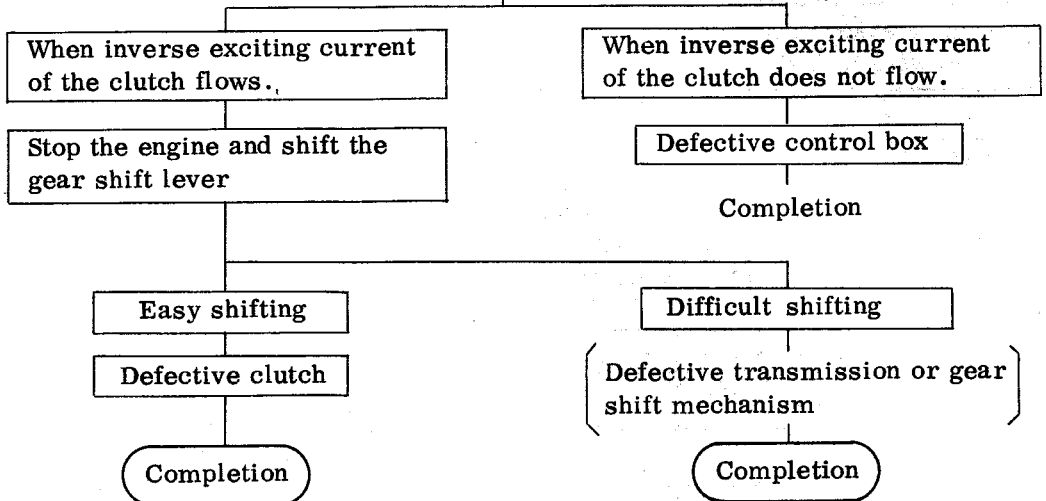 When inverse exciting current
of the clutch flows.
When inverse exciting current
of the clutch does not flow.
Stop the engine and shift the
gear shift lever
Defective control box
Completion
Easy shifting
Difficult shifting
Defective clutch
Defective transmission or gear
shift mechanism
Completion
Completion